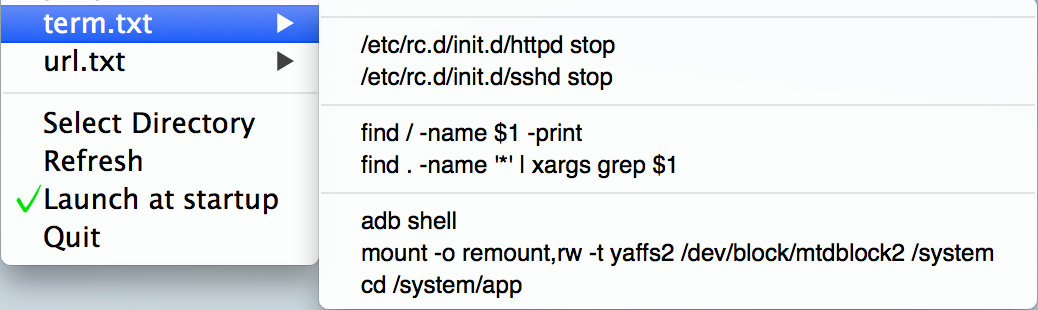 term.txt
url.txt
Select Directory
Refresh
Launch at startup
Quit
/etc/rc.d/init.d/httpd stop
/etc/rc.d/init.d/sshd stop
find / -name $1 -print
find . -name '*' | xargs grep $1
adb shell
mount -o remount,rw -t yaffs2 /dev/block/mtdblock2 /system
cd /system/app